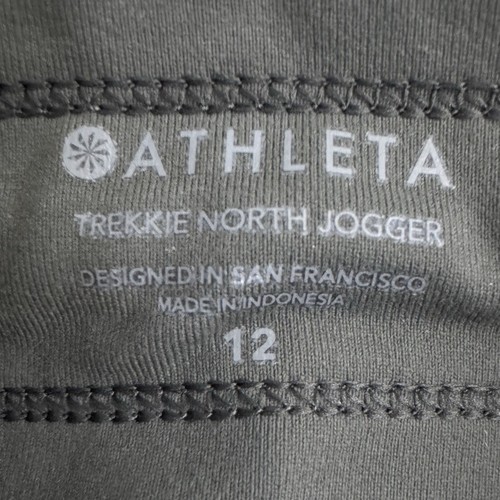 ATHLETA
TREKKIE NORTH JOGGER
DESIGNED IN SAN FRANCISCO
MADE IN INDONESIA
12